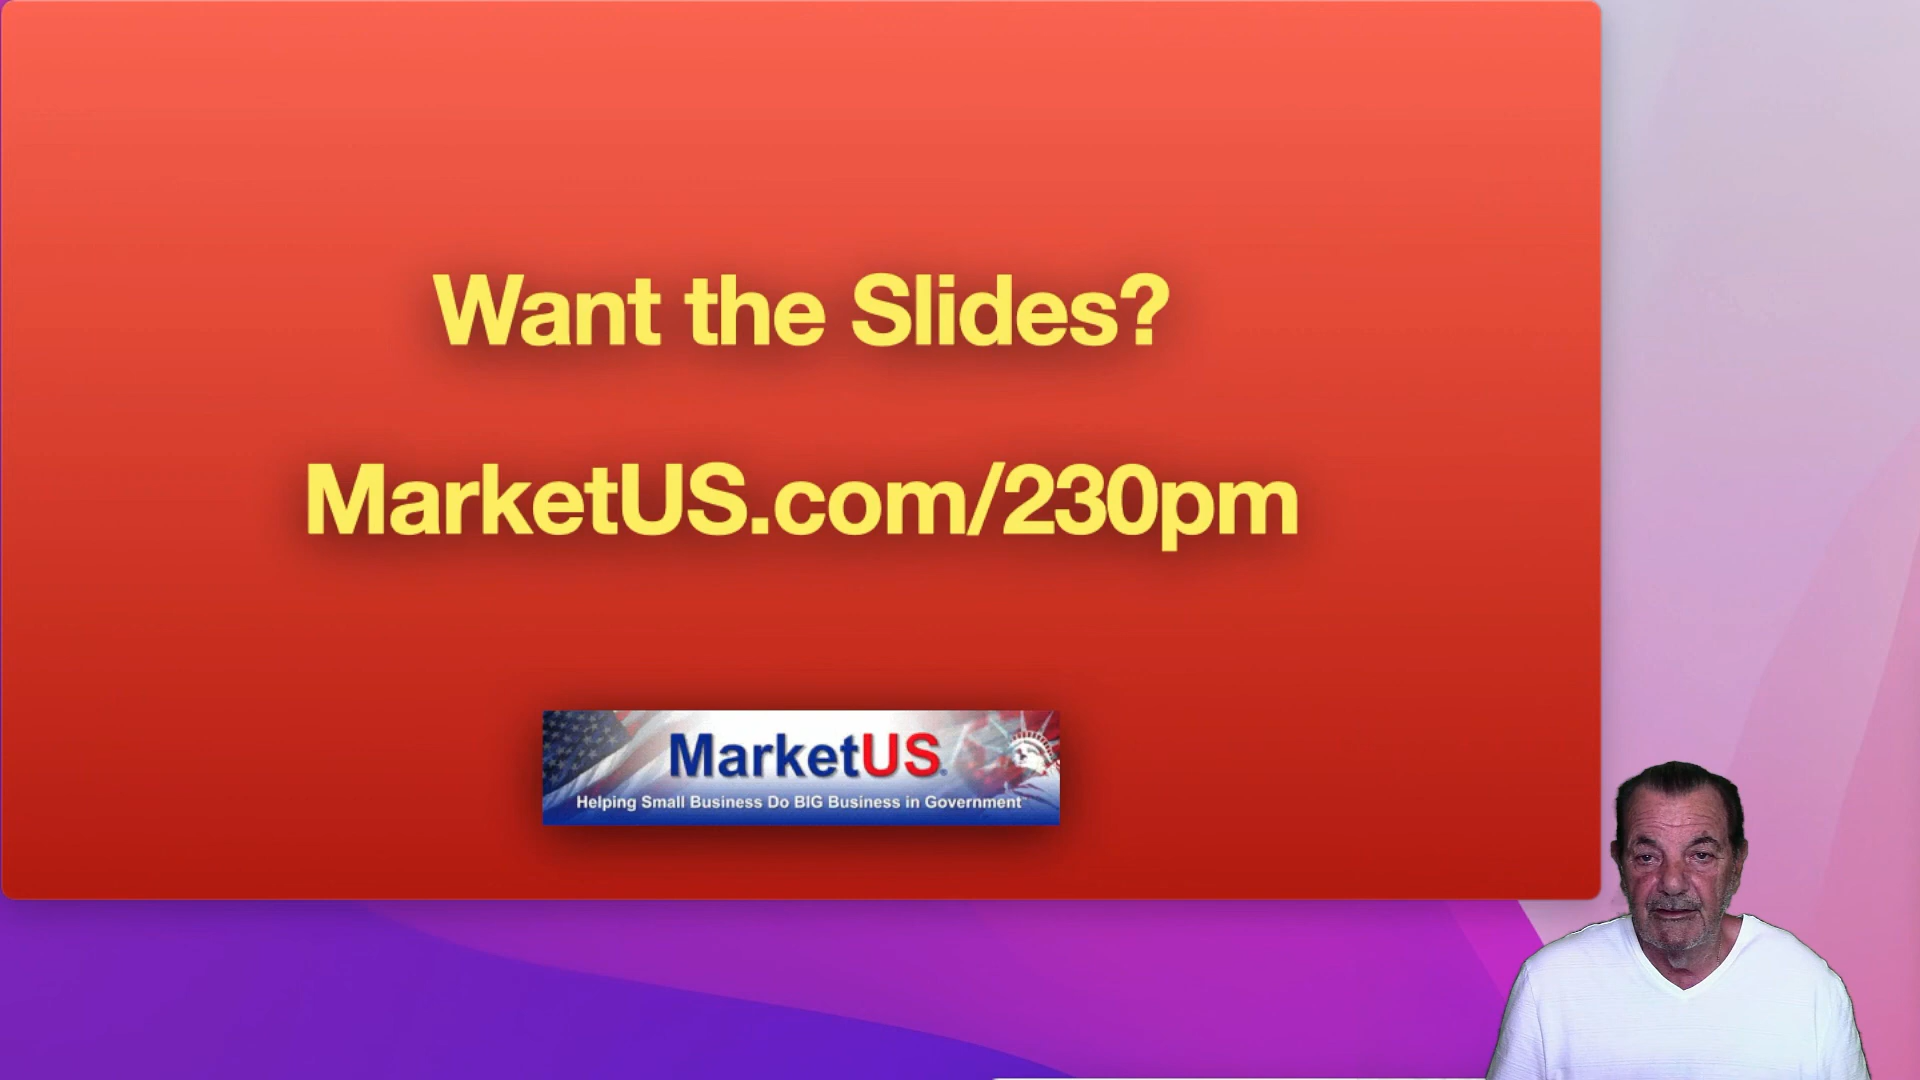 Want the Slides?
MarketUS.com/230pm
MarketUS
Helping Small Business Do BIG Business in Government